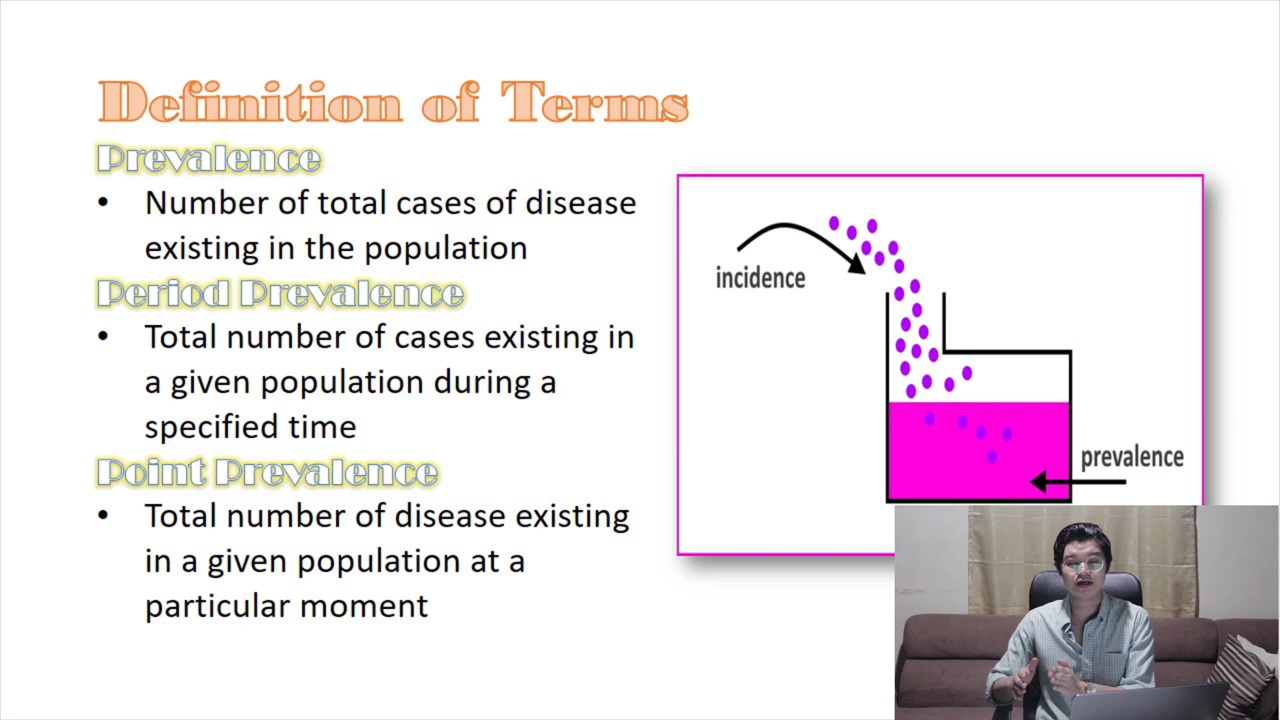 Definition of Terms
Prevalence
• Number of total cases of disease
existing in the population
Period Prevalence
• Total number of cases existing in
a given population during a
specified time
Point Prevalence
• Total number of disease existing
in a given population at a
particular moment
incidence
prevalence